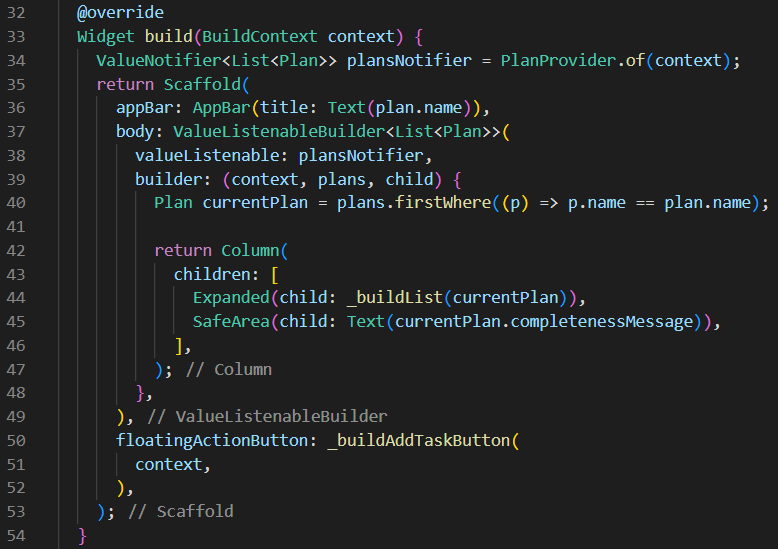 32 @override
33 Widget build(BuildContext context) {
34 ValueNotifier<List<Plan>> plansNotifier = PlanProvider.of(context);
35 return Scaffold(
36 appBar: AppBar(title: Text(plan.name)),
37 body: ValueListenableBuilder<List<Plan>>(
38 valueListenable: plansNotifier,
39 builder: (context, plans, child) {
40 Plan currentPlan = plans.firstWhere((p) => p.name == plan.name);
41
42 return Column(
43 children: [
44 Expanded(child: _buildList(currentPlan)),
45 SafeArea(child: Text(currentPlan.completenessMessage)),
46 ],
47 ); // Column
48 },
49 ), // ValueListenableBuilder
50 floatingActionButton: _buildAddTaskButton(
51 context,
52 ),
53 ); // Scaffold
54 }